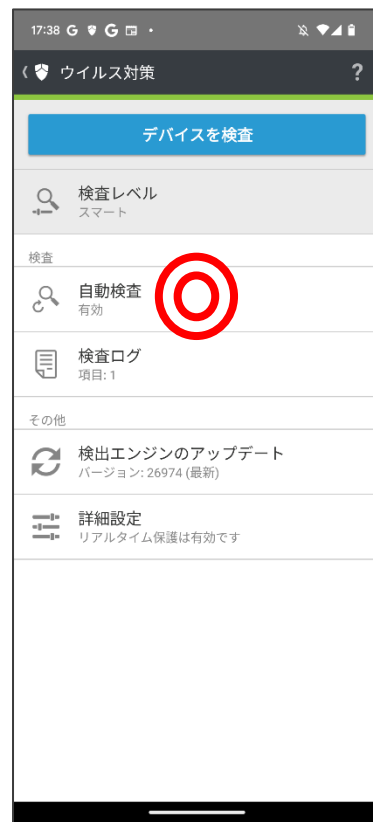 17:38 G G
ウイルス対策 ?
デバイスを検査
検査レベル
スマート
検査
自動検査
有効
検査ログ
項目: 1
その他
検出エンジンのアップデート
バージョン: 26974 (最新)
詳細設定
リアルタイム保護は有効です